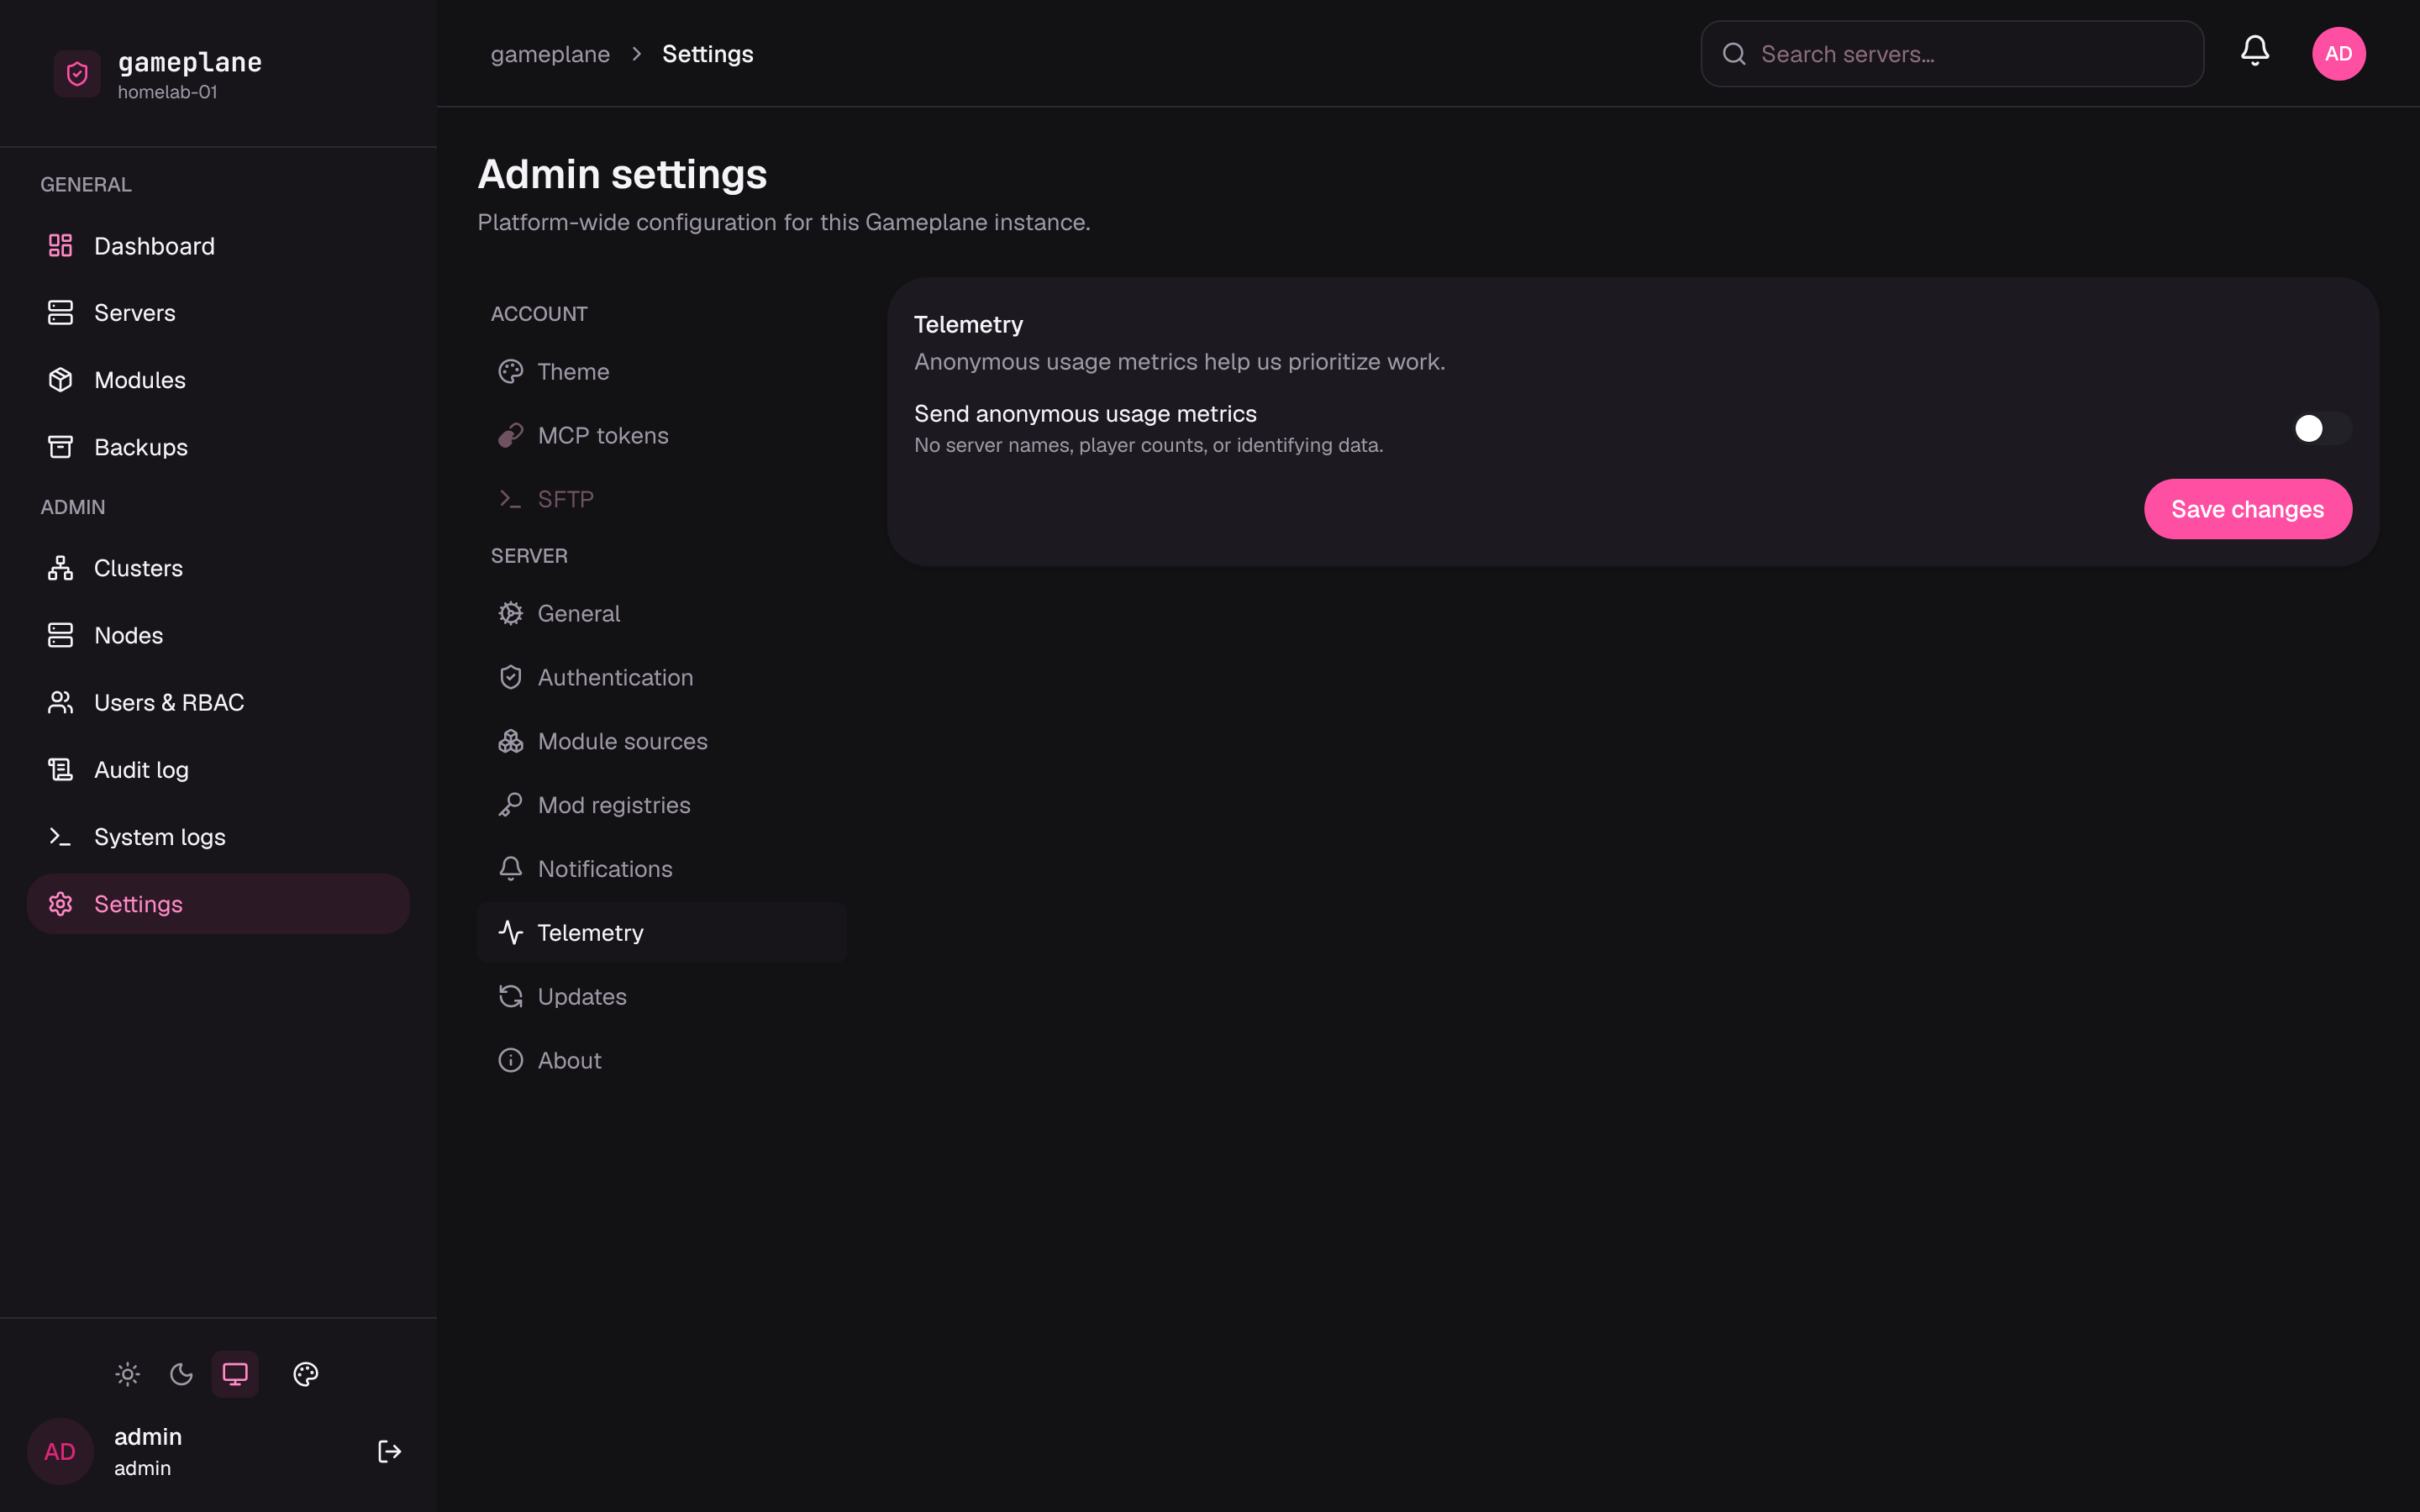 gameplane
homelab-01
GENERAL
Dashboard
Servers
Modules
Backups
ADMIN
Clusters
Nodes
Users & RBAC
Audit log
System logs
Settings
AD
admin
admin
gameplane > Settings
Search servers...
AD
Admin settings
Platform-wide configuration for this Gameplane instance.
ACCOUNT
Theme
MCP tokens
SFTP
SERVER
General
Authentication
Module sources
Mod registries
Notifications
Telemetry
Updates
About
Telemetry
Anonymous usage metrics help us prioritize work.
Send anonymous usage metrics
No server names, player counts, or identifying data.
Save changes